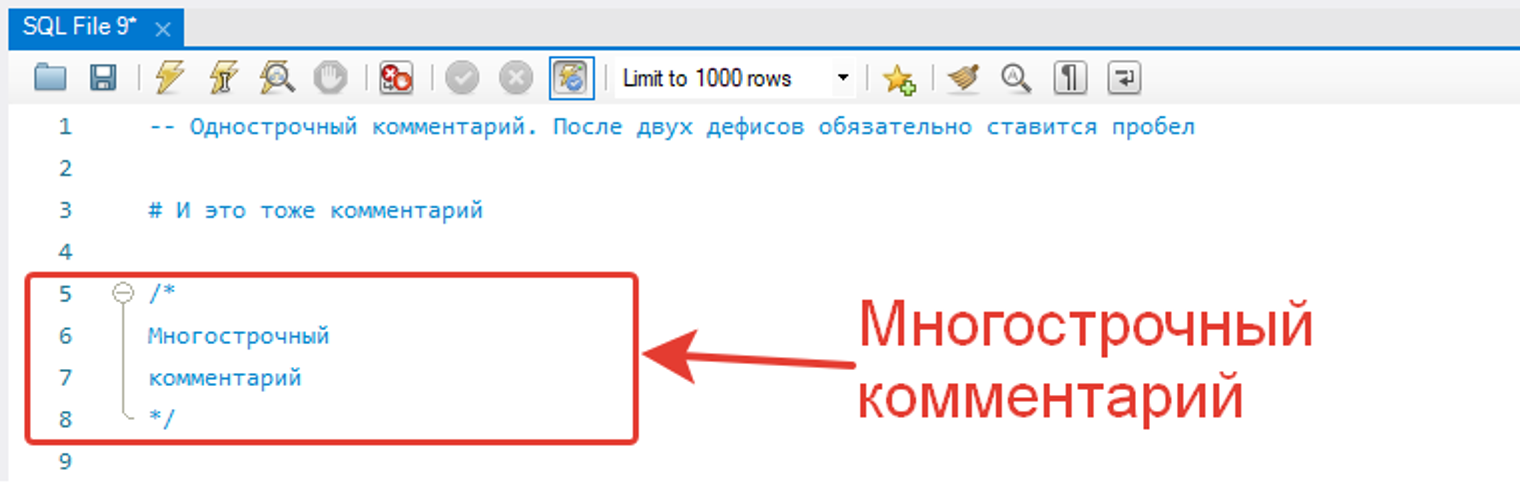 SQL File 9*
Limit to 1000 rows
1 -- Однострочный комментарий. После двух дефисов обязательно ставится пробел
2
3 # И это тоже комментарий
4
5 /*
6 Многострочный
7 комментарий
8 */
9
Многострочный
комментарий